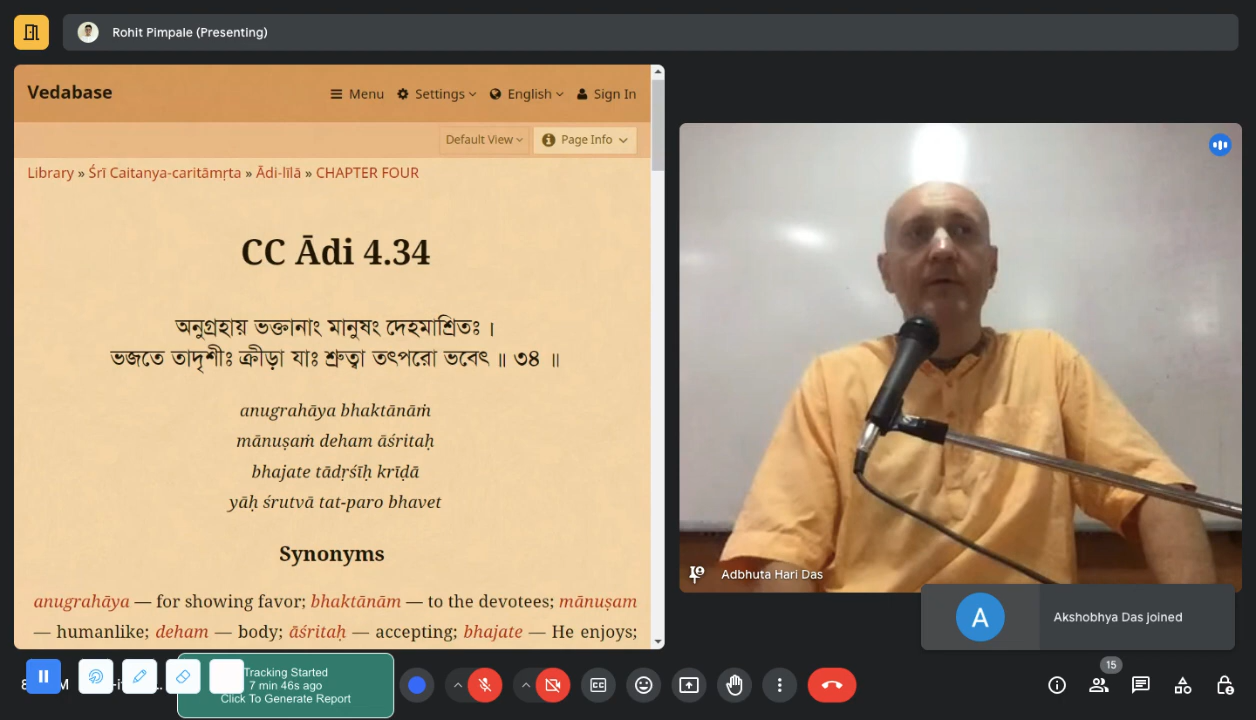 Rohit Pimpale (Presenting)
Vedabase
Menu Settings English Sign In
Default View Page Info
Library » Śrī Caitanya-caritāmṛta » Ādi-līlā » CHAPTER FOUR
CC Ādi 4.34
অনুগ্রহায় ভক্তানাং মানুষং দেহমাশ্রিতঃ ।
ভজতে তাদৃশীঃ ক্রীড়া যাঃ শ্রুত্বা তৎপরো ভবেৎ ॥ ৩৪ ॥
anugrahāya bhaktānāṁ
mānuṣaṁ deham āśritaḥ
bhajate tādṛśīḥ krīḍā
yāḥ śrutvā tat-paro bhavet
Synonyms
anugrahāya — for showing favor; bhaktānām — to the devotees; mānuṣam
— humanlike; deham — body; āśritaḥ — accepting; bhajate — He enjoys;
Adbhuta Hari Das
A
Akshobhya Das joined
Tracking Started
7 min 46s ago
Click To Generate Report
CC
15